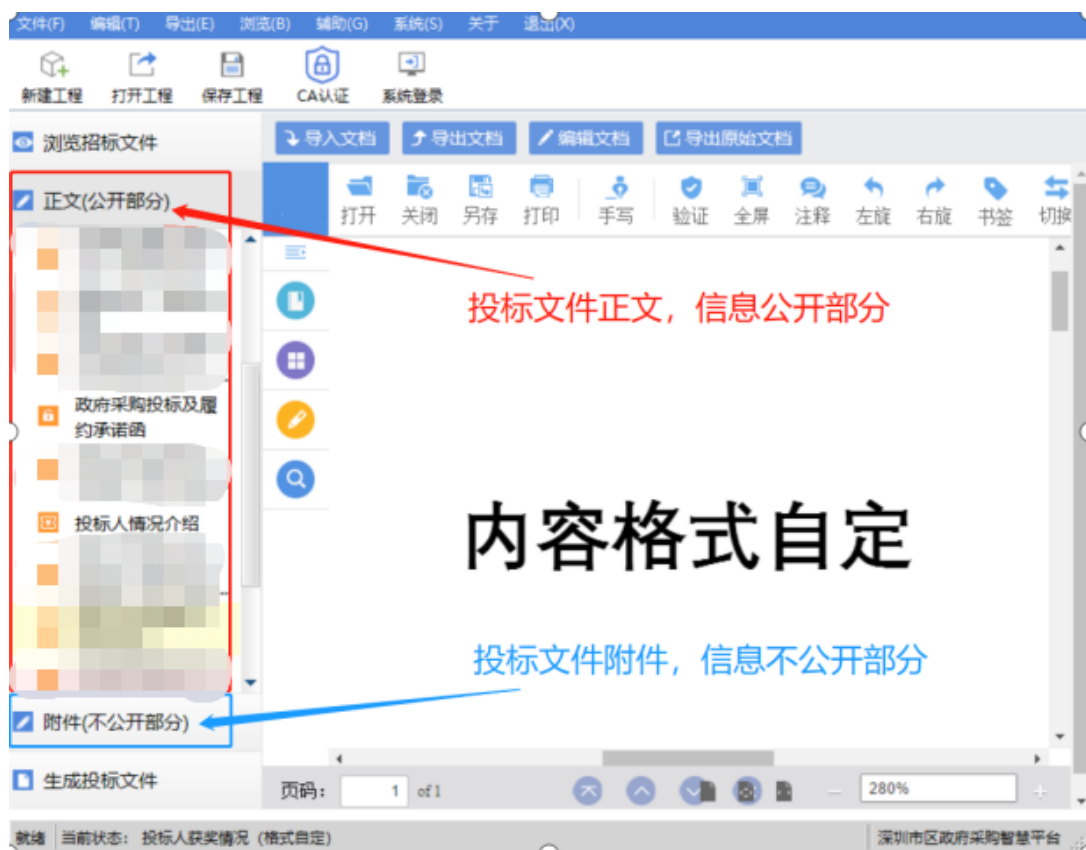 文件(F) 编辑(T) 导出(E) 浏览(B) 辅助(G) 系统(S) 关于 退出(X)
新建工程 打开工程 保存工程 CA认证 系统登录
浏览招标文件
导入文档 导出文档 编辑文档 导出原始文档
正文(公开部分)
打开 关闭 另存 打印 手写 验证 全屏 注释 左旋 右旋 书签 切换
投标文件正文，信息公开部分
政府采购投标及履
约承诺函
投标人情况介绍
内容格式自定
投标文件附件，信息不公开部分
附件(不公开部分)
生成投标文件
页码: 1 of1 280%
就绪 当前状态: 投标人获奖情况（格式自定） 深圳市区政府采购智慧平台